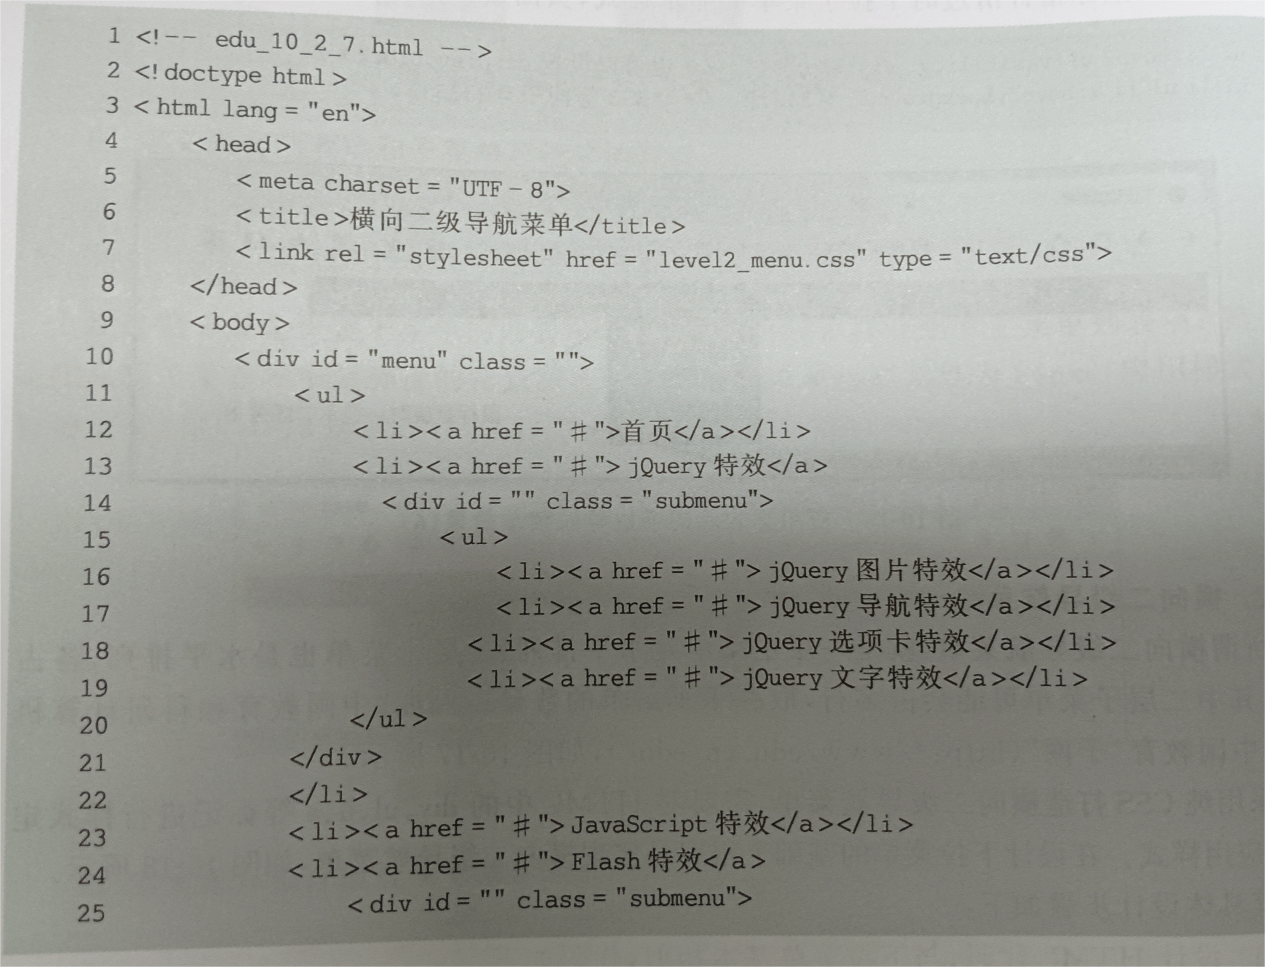 1 <!-- edu_10_2_7.html -->
2 <!doctype html>
3 <html lang="en">
4 <head>
5 <meta charset="UTF-8">
6 <title>横向二级导航菜单</title>
7 <link rel="stylesheet" href="level2_menu.css" type="text/css">
8 </head>
9 <body>
10 <div id="menu" class="">
11 <ul>
12 <li><a href="#">首页</a></li>
13 <li><a href="#">jQuery 特效</a>
14 <div id="" class="submenu">
15 <ul>
16 <li><a href="#">jQuery 图片特效</a></li>
17 <li><a href="#">jQuery 导航特效</a></li>
18 <li><a href="#">jQuery 选项卡特效</a></li>
19 <li><a href="#">jQuery 文字特效</a></li>
20 </ul>
21 </div>
22 </li>
23 <li><a href="#">JavaScript 特效</a></li>
24 <li><a href="#">Flash 特效</a>
25 <div id="" class="submenu">